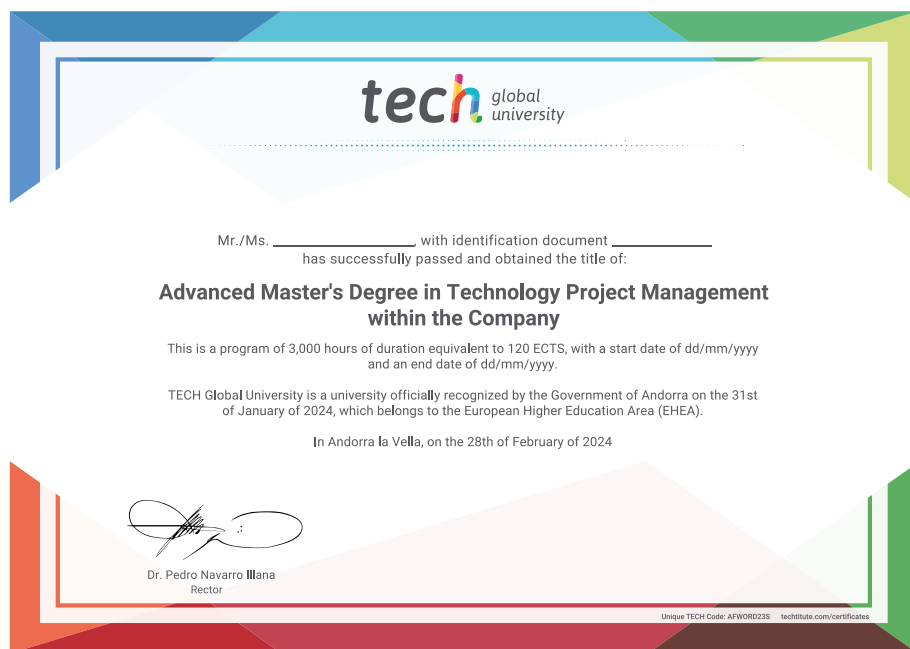 tech global university
Mr./Ms. ____________, with identification document ____________
has successfully passed and obtained the title of:
Advanced Master's Degree in Technology Project Management
within the Company
This is a program of 3,000 hours of duration equivalent to 120 ECTS, with a start date of dd/mm/yyyy
and an end date of dd/mm/yyyy.
TECH Global University is a university officially recognized by the Government of Andorra on the 31st
of January of 2024, which belongs to the European Higher Education Area (EHEA).
In Andorra la Vella, on the 28th of February of 2024
Dr. Pedro Navarro Illana
Rector
Unique TECH Code: AFWORD23S techtitute.com/certificates